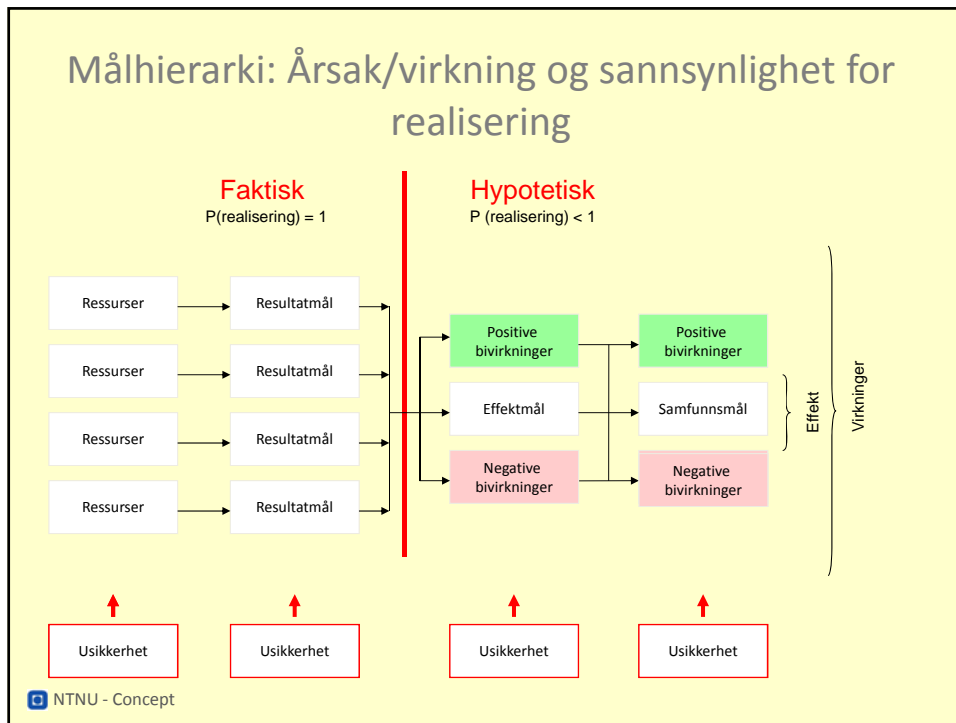 Målhierarki: Årsak/virkning og sannsynlighet for
realisering
Faktisk
P(realisering) = 1
Hypotetisk
P (realisering) < 1
Ressurser
Resultatmål
Ressurser
Resultatmål
Ressurser
Resultatmål
Ressurser
Resultatmål
Positive
bivirkninger
Positive
bivirkninger
Effektmål
Samfunnsmål
Negative
bivirkninger
Negative
bivirkninger
Effekt
Virkninger
Usikkerhet
Usikkerhet
Usikkerhet
Usikkerhet
NTNU - Concept